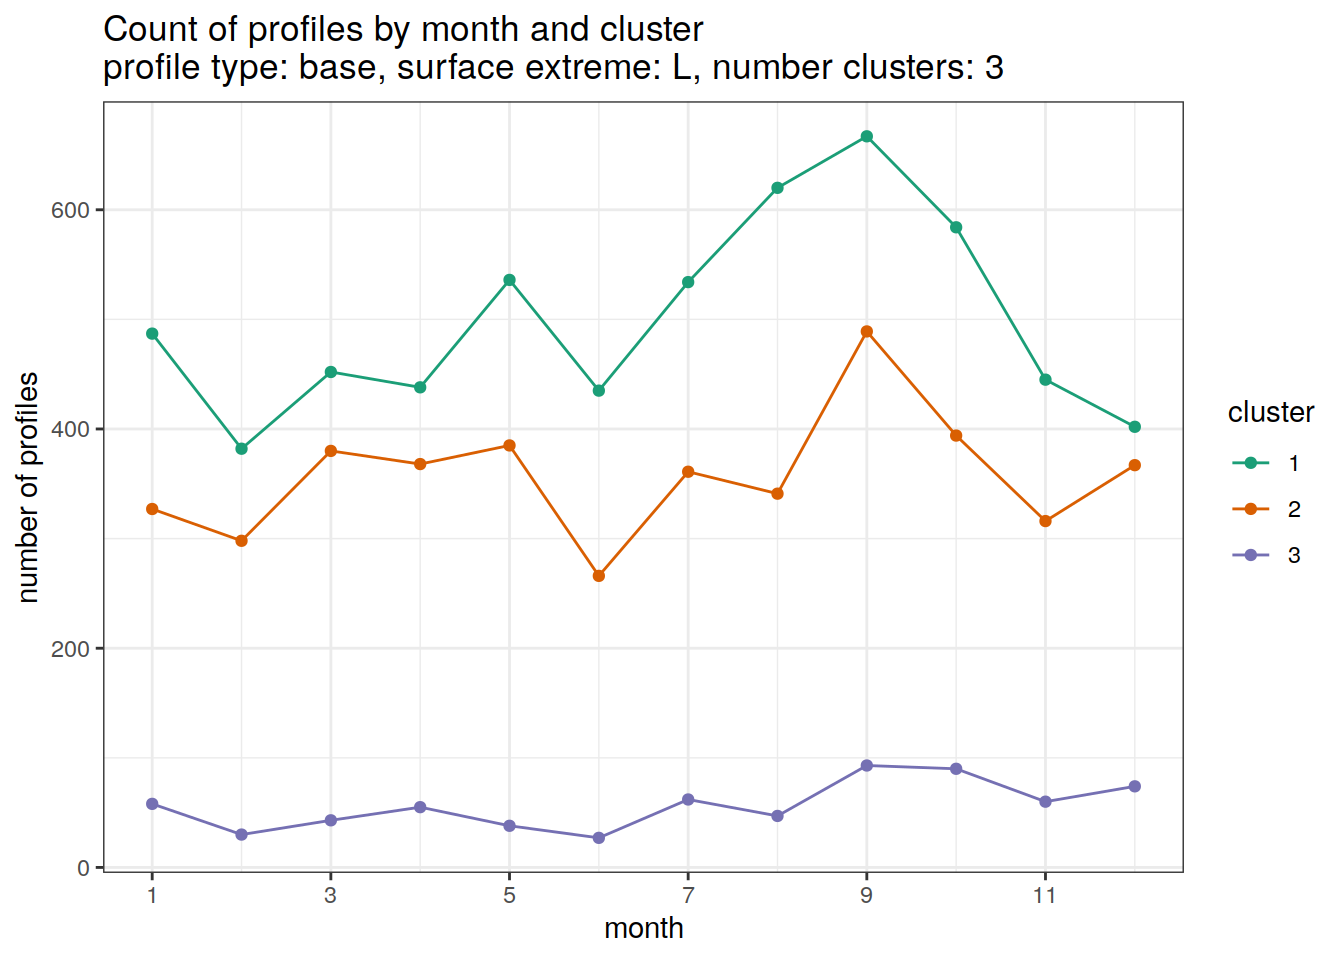 Count of profiles by month and cluster
profile type: base, surface extreme: L, number clusters: 3
600
400
200
0
number of profiles
1 3 5 7 9 11
month
cluster
1
2
3